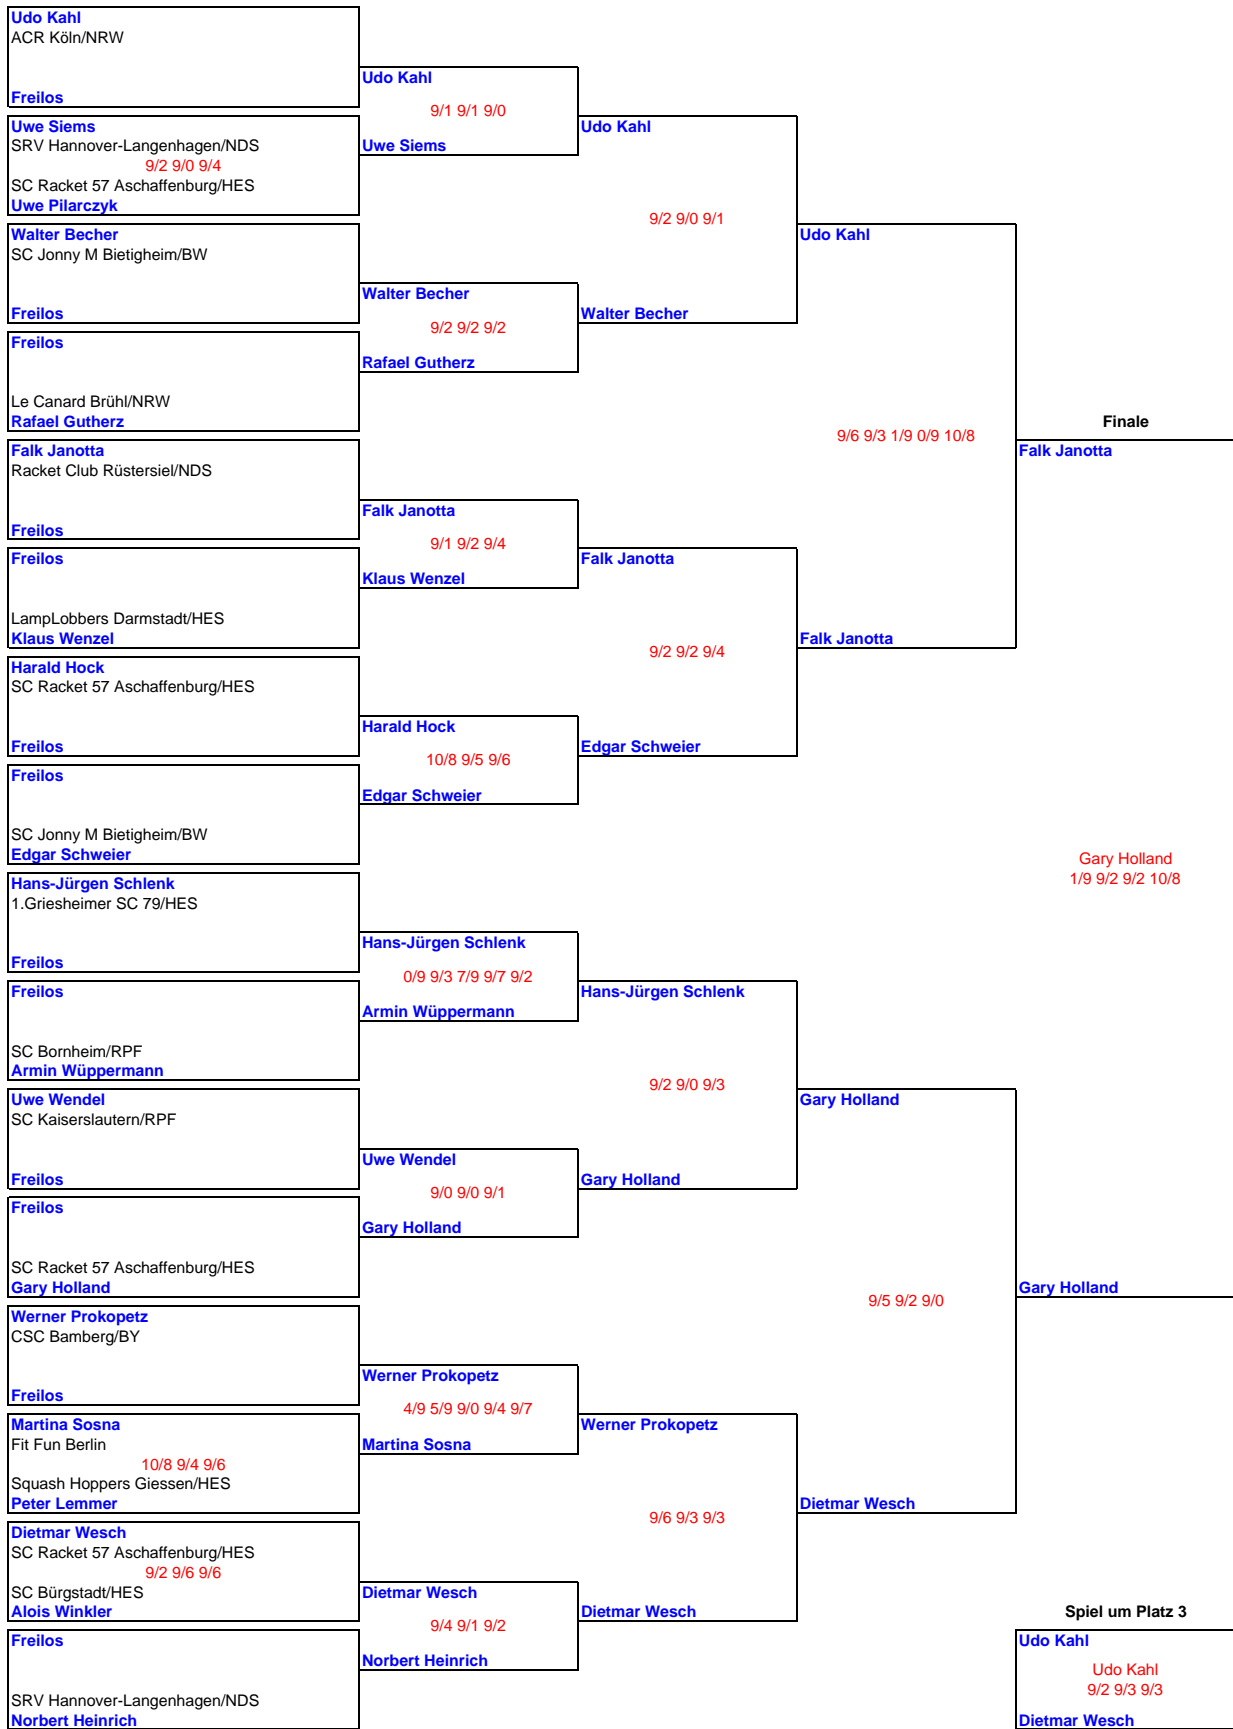 Udo Kahl
ACR Köln/NRW
Freilos
Uwe Siems
SRV Hannover-Langenhagen/NDS
9/2 9/0 9/4
SC Racket 57 Aschaffenburg/HES
Uwe Pilarczyk
Walter Becher
SC Jonny M Bietigheim/BW
Freilos
Freilos
Le Canard Brühl/NRW
Rafael Gutherz
Falk Janotta
Racket Club Rüstersiel/NDS
Freilos
Freilos
LampLobbers Darmstadt/HES
Klaus Wenzel
Harald Hock
SC Racket 57 Aschaffenburg/HES
Freilos
Freilos
SC Jonny M Bietigheim/BW
Edgar Schweier
Hans-Jürgen Schlenk
1.Griesheimer SC 79/HES
Freilos
Freilos
SC Bornheim/RPF
Armin Wüppermann
Uwe Wendel
SC Kaiserslautern/RPF
Freilos
Freilos
SC Racket 57 Aschaffenburg/HES
Gary Holland
Werner Prokopetz
CSC Bamberg/BY
Freilos
Martina Sosna
Fit Fun Berlin
10/8 9/4 9/6
Squash Hoppers Giessen/HES
Peter Lemmer
Dietmar Wesch
SC Racket 57 Aschaffenburg/HES
9/2 9/6 9/6
SC Bürgstadt/HES
Alois Winkler
Freilos
SRV Hannover-Langenhagen/NDS
Norbert Heinrich
Udo Kahl
9/1 9/1 9/0
Uwe Siems
Walter Becher
9/2 9/2 9/2
Rafael Gutherz
Falk Janotta
9/1 9/2 9/4
Klaus Wenzel
Harald Hock
10/8 9/5 9/6
Edgar Schweier
Hans-Jürgen Schlenk
0/9 9/3 7/9 9/7 9/2
Armin Wüppermann
Uwe Wendel
9/0 9/0 9/1
Gary Holland
Werner Prokopetz
4/9 5/9 9/0 9/4 9/7
Martina Sosna
Dietmar Wesch
9/4 9/1 9/2
Norbert Heinrich
Udo Kahl
9/2 9/0 9/1
Walter Becher
Falk Janotta
9/2 9/2 9/4
Edgar Schweier
Hans-Jürgen Schlenk
9/2 9/0 9/3
Gary Holland
Werner Prokopetz
9/6 9/3 9/3
Dietmar Wesch
Udo Kahl
9/6 9/3 1/9 0/9 10/8
Falk Janotta
Gary Holland
9/5 9/2 9/0
Dietmar Wesch
Finale
Falk Janotta
Gary Holland
1/9 9/2 9/2 10/8
Gary Holland
Spiel um Platz 3
Udo Kahl
Udo Kahl
9/2 9/3 9/3
Dietmar Wesch